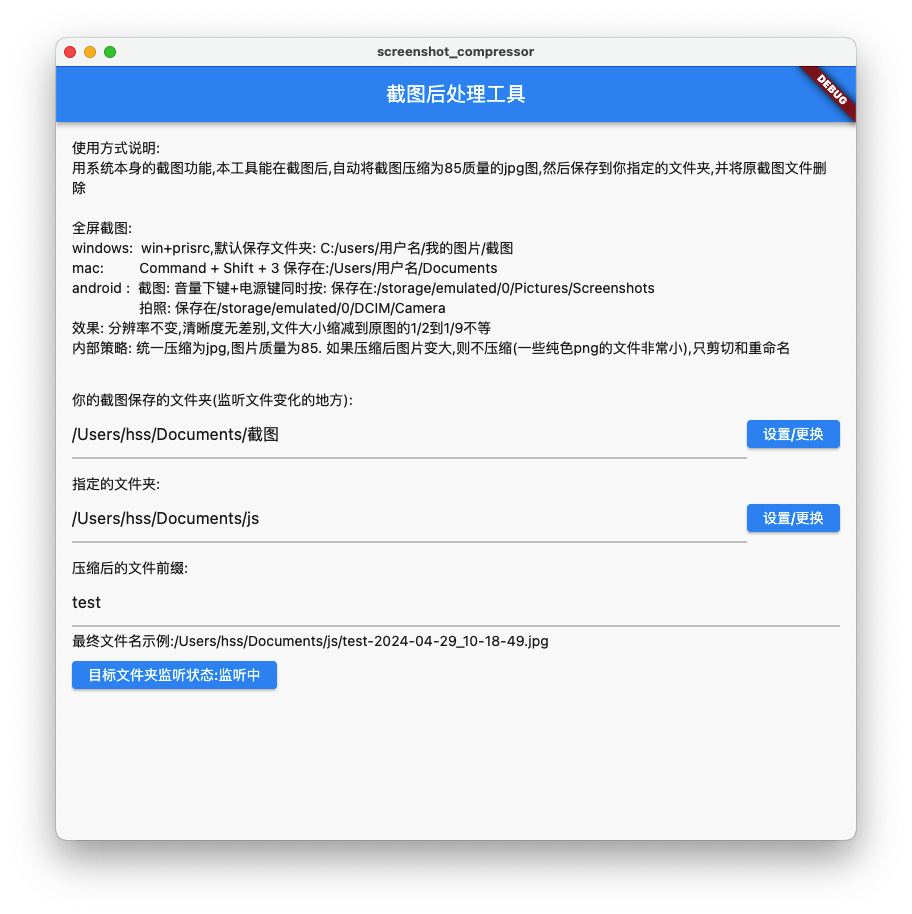 screenshot_compressor
截图后处理工具
DEBUG
使用方式说明:
用系统本身的截图功能,本工具能在截图后,自动将截图压缩为85质量的jpg图,然后保存到你指定的文件夹,并将原截图文件删
除
全屏截图:
windows:  win+prisrc,默认保存文件夹: C:/users/用户名/我的图片/截图
mac:         Command + Shift + 3 保存在:/Users/用户名/Documents
android :  截图: 音量下键+电源键同时按: 保存在:/storage/emulated/0/Pictures/Screenshots
拍照: 保存在/storage/emulated/0/DCIM/Camera
效果: 分辨率不变,清晰度无差别,文件大小缩减到原图的1/2到1/9不等
内部策略: 统一压缩为jpg,图片质量为85. 如果压缩后图片变大,则不压缩(一些纯色png的文件非常小),只剪切和重命名
你的截图保存的文件夹(监听文件变化的地方):
/Users/hss/Documents/截图
设置/更换
指定的文件夹:
/Users/hss/Documents/js
设置/更换
压缩后的文件前缀:
test
最终文件名示例:/Users/hss/Documents/js/test-2024-04-29_10-18-49.jpg
目标文件夹监听状态:监听中